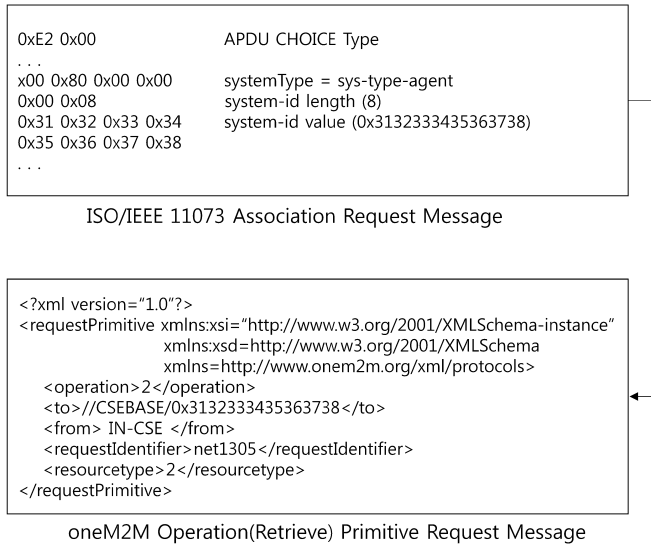 0xE2 0x00 APDU CHOICE Type
. . .
x00 0x80 0x00 0x00 systemType = sys-type-agent
0x00 0x08 system-id length (8)
0x31 0x32 0x33 0x34 system-id value (0x3132333435363738)
0x35 0x36 0x37 0x38
. . .
ISO/IEEE 11073 Association Request Message
<?xml version="1.0"?>
<requestPrimitive xmlns:xsi="http://www.w3.org/2001/XMLSchema-instance"
xmlns:xsd=http://www.w3.org/2001/XMLSchema
xmlns=http://www.onem2m.org/xml/protocols>
<operation>2</operation>
<to>//CSEBASE/0x3132333435363738</to>
<from> IN-CSE </from>
<requestIdentifier>net1305</requestIdentifier>
<resourcetype>2</resourcetype>
</requestPrimitive>
oneM2M Operation(Retrieve) Primitive Request Message